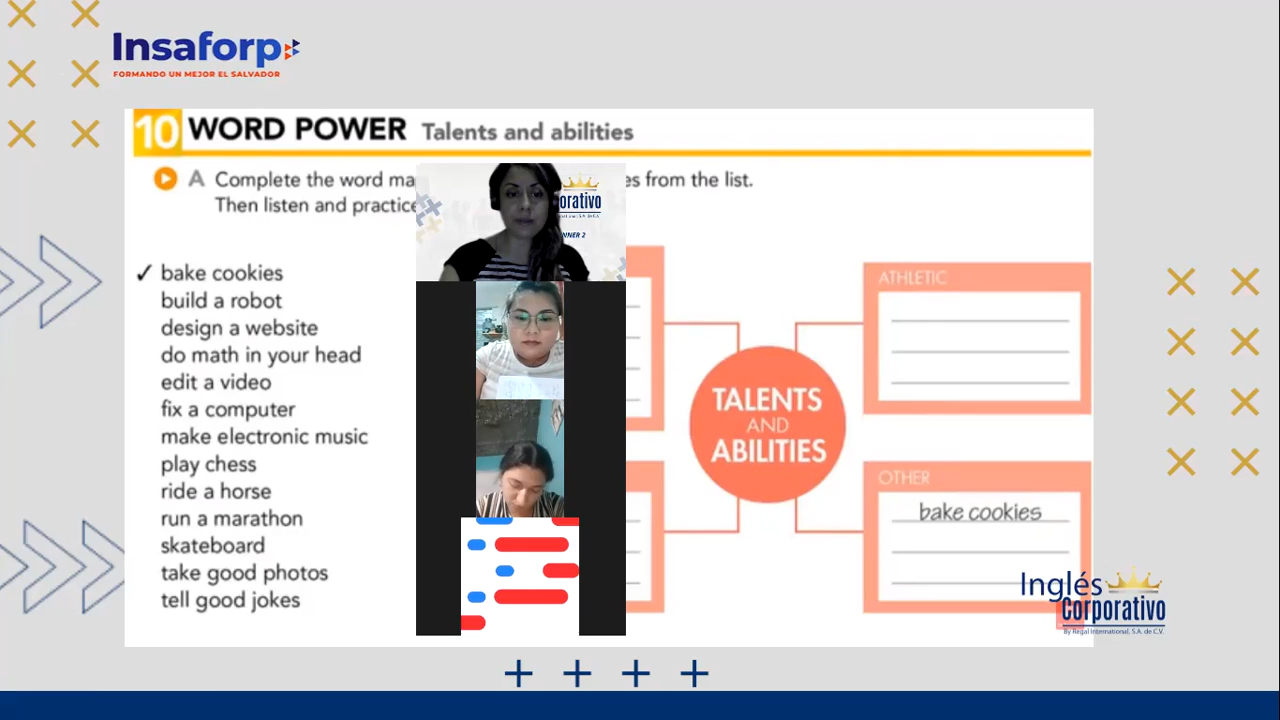 Insaforp
FORMANDO UN MEJOR EL SALVADOR
10 WORD POWER Talents and abilities
A Complete the word es from the list.
Then listen and practice
✓ bake cookies
build a robot
design a website
do math in your head
edit a video
fix a computer
make electronic music
play chess
ride a horse
run a marathon
skateboard
take good photos
tell good jokes
orativo
NNER 2
TALENTS
AND
ABILITIES
ATHLETIC
OTHER
bake cookies
Inglés
Corporativo
By Regal International, S.A. de C.V.